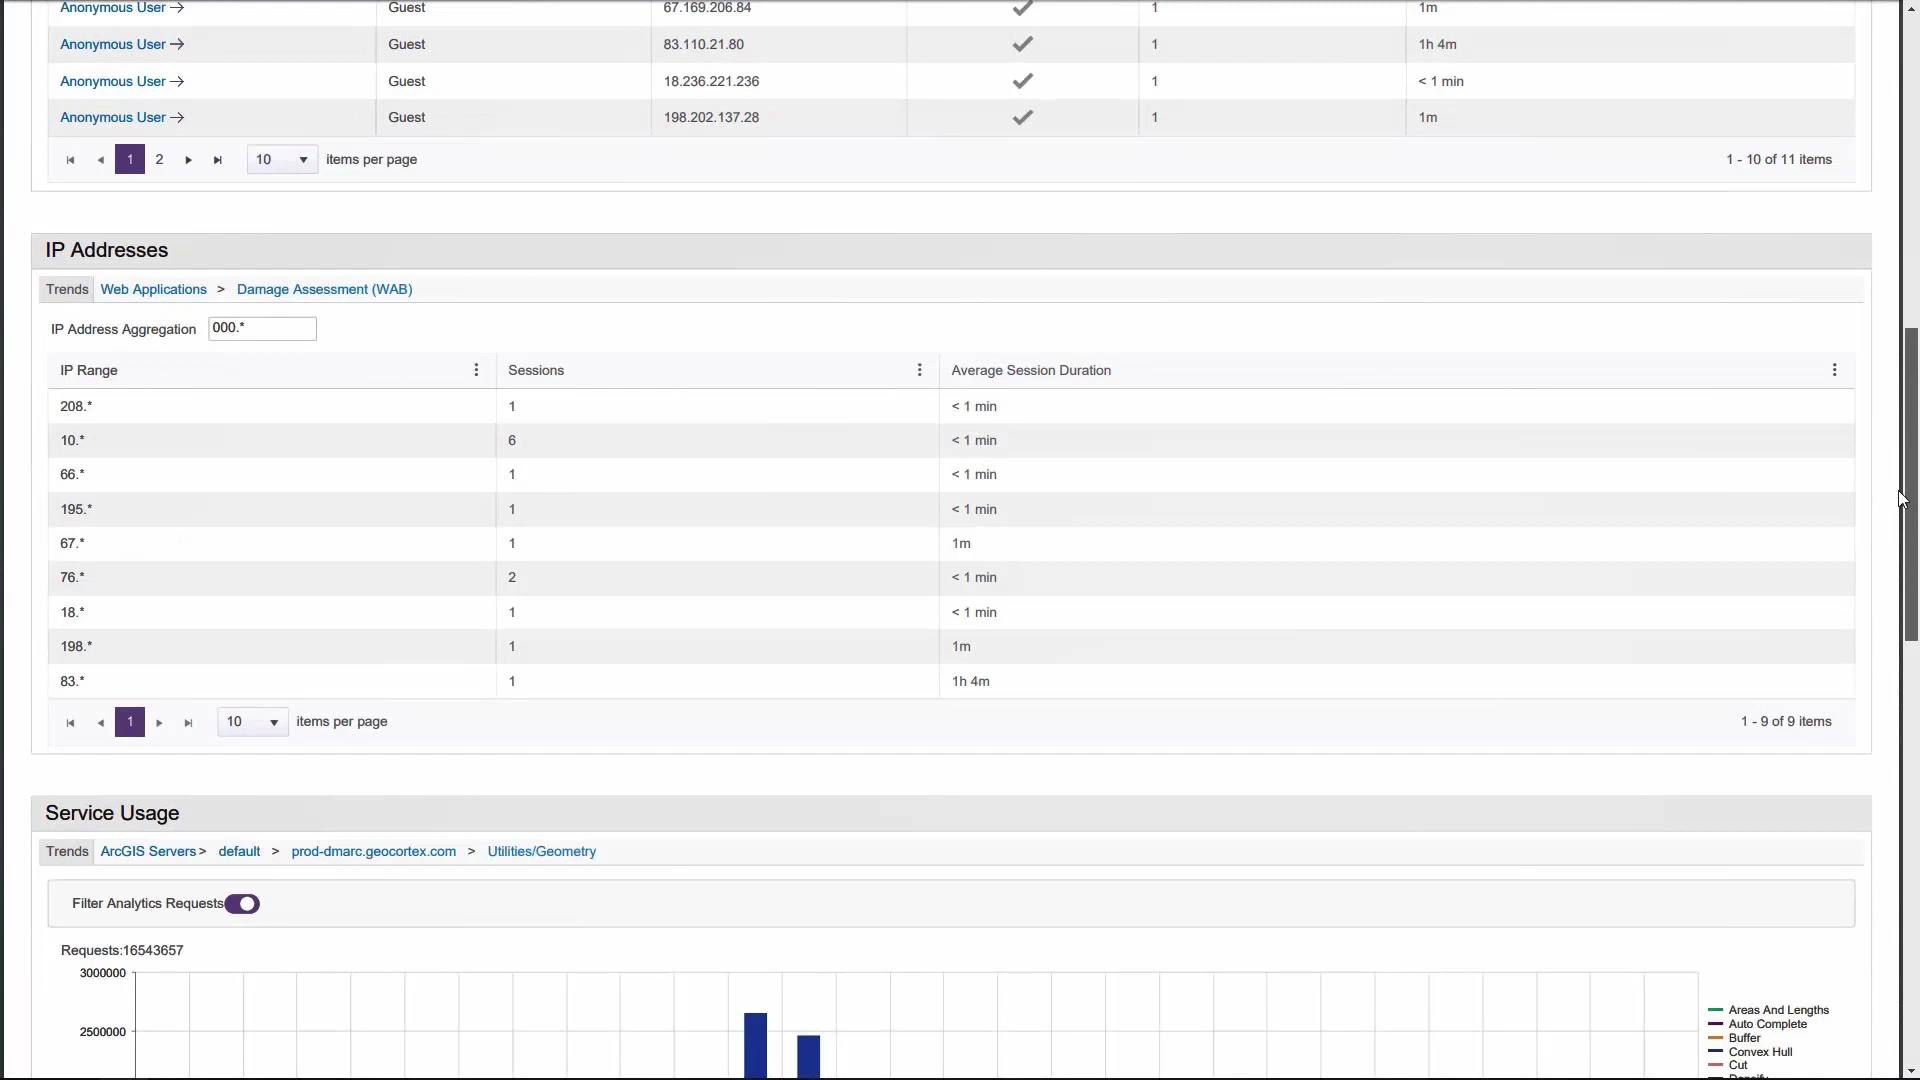 Anonymous User → Guest 67.169.206.84 1 1m
Anonymous User → Guest 83.110.21.80 1 1h 4m
Anonymous User → Guest 18.236.221.236 1 < 1 min
Anonymous User → Guest 198.202.137.28 1 1m
1 2 10 items per page 1 - 10 of 11 items
IP Addresses
Trends Web Applications > Damage Assessment (WAB)
IP Address Aggregation 000.*
IP Range Sessions Average Session Duration
208.* 1 < 1 min
10.* 6 < 1 min
66.* 1 < 1 min
195.* 1 < 1 min
67.* 1 1m
76.* 2 < 1 min
18.* 1 < 1 min
198.* 1 1m
83.* 1 1h 4m
1 10 items per page 1 - 9 of 9 items
Service Usage
Trends ArcGIS Servers > default > prod-dmarc.geocortex.com > Utilities/Geometry
Filter Analytics Requests
Requests:16543657
3000000
2500000
Areas And Lengths
Auto Complete
Buffer
Convex Hull
Cut